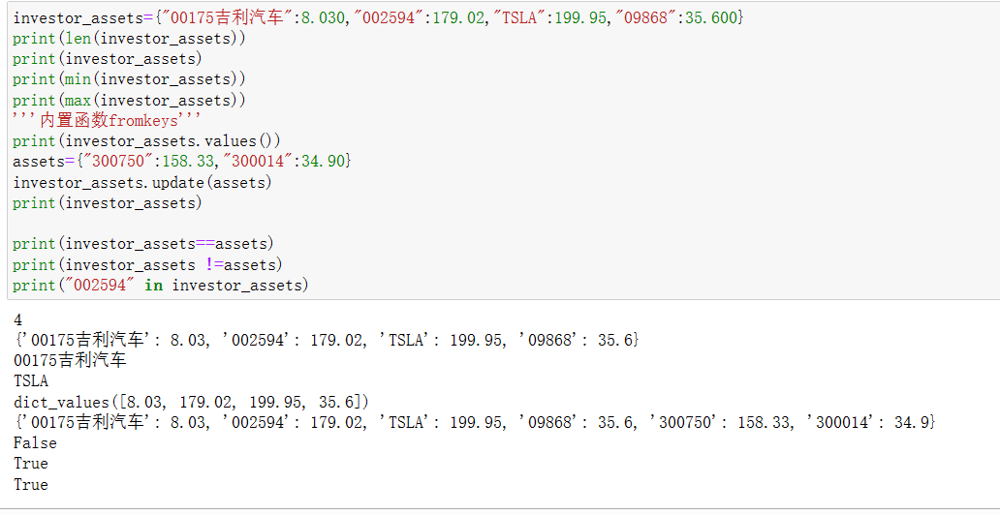 investor_assets={"00175吉利汽车":8.030,"002594":179.02,"TSLA":199.95,"09868":35.600}
print(len(investor_assets))
print(investor_assets)
print(min(investor_assets))
print(max(investor_assets))
'''内置函数fromkeys'''
print(investor_assets.values())
assets={"300750":158.33,"300014":34.90}
investor_assets.update(assets)
print(investor_assets)
print(investor_assets==assets)
print(investor_assets !=assets)
print("002594" in investor_assets)
4
{'00175吉利汽车': 8.03, '002594': 179.02, 'TSLA': 199.95, '09868': 35.6}
00175吉利汽车
TSLA
dict_values([8.03, 179.02, 199.95, 35.6])
{'00175吉利汽车': 8.03, '002594': 179.02, 'TSLA': 199.95, '09868': 35.6, '300750': 158.33, '300014': 34.9}
False
True
True